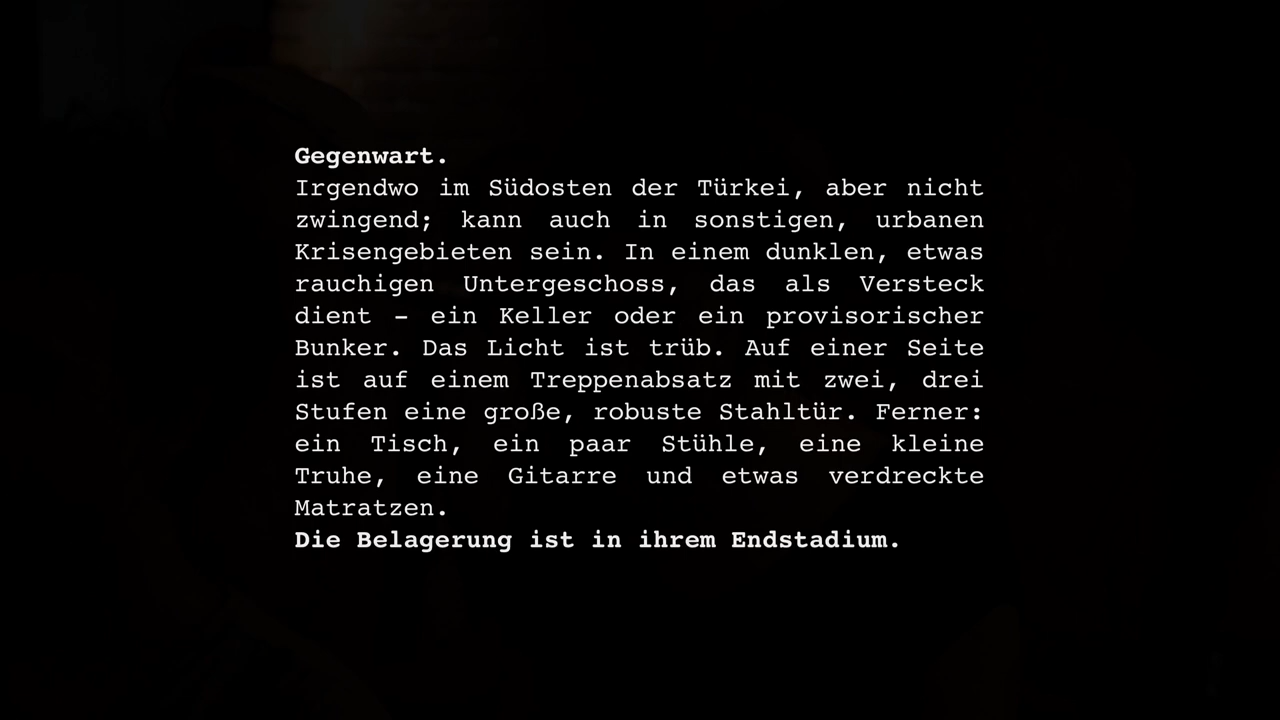 Gegenwart.
Irgendwo im Südosten der Türkei, aber nicht
zwingend; kann auch in sonstigen, urbanen
Krisengebieten sein. In einem dunklen, etwas
rauchigen Untergeschoss, das als Versteck
dient – ein Keller oder ein provisorischer
Bunker. Das Licht ist trüb. Auf einer Seite
ist auf einem Treppenabsatz mit zwei, drei
Stufen eine große, robuste Stahltür. Ferner:
ein Tisch, ein paar Stühle, eine kleine
Truhe, eine Gitarre und etwas verdreckte
Matratzen.
Die Belagerung ist in ihrem Endstadium.